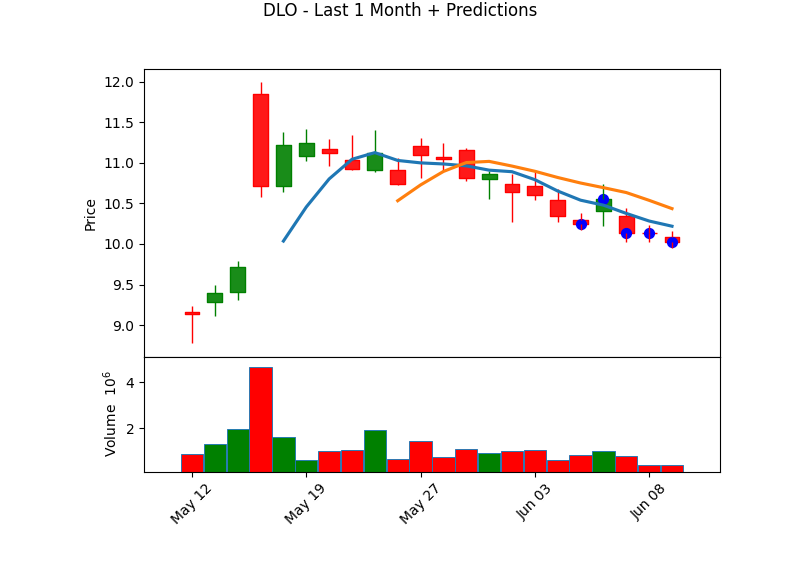 DLO - Last 1 Month + Predictions
12.0
11.5
11.0
10.5
10.0
9.5
9.0
Price
4
2
Volume 10^6
May 12
May 19
May 27
Jun 03
Jun 08